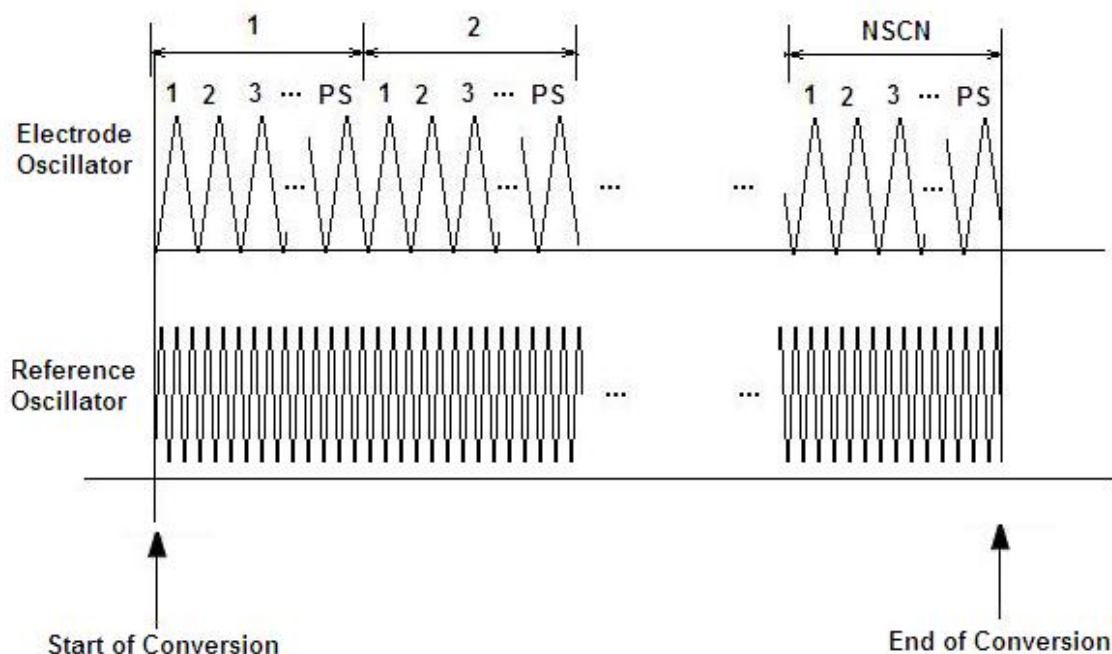 1 2 NSCN
1 2 3 ... PS 1 2 3 ... PS 1 2 3 ... PS
Electrode
Oscillator
... ... ... ... ...
Reference
Oscillator
... ...
Start of Conversion
End of Conversion